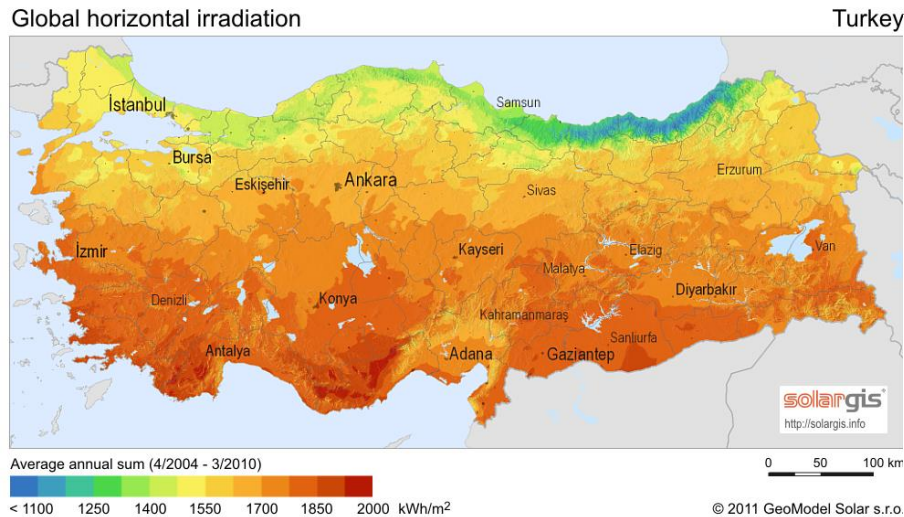 Global horizontal irradiation
Turkey
İstanbul
Samsun
Bursa
Erzurum
Eskişehir
Ankara
Sivas
İzmir
Kayseri
Elazig
Van
Malatya
Diyarbakır
Denizli
Konya
Kahramanmaraş
Sanliurfa
Antalya
Adana
Gaziantep
solargis
http://solargis.info
Average annual sum (4/2004 - 3/2010)
0 50 100 km
< 1100 1250 1400 1550 1700 1850 2000 kWh/m²
© 2011 GeoModel Solar s.r.o.